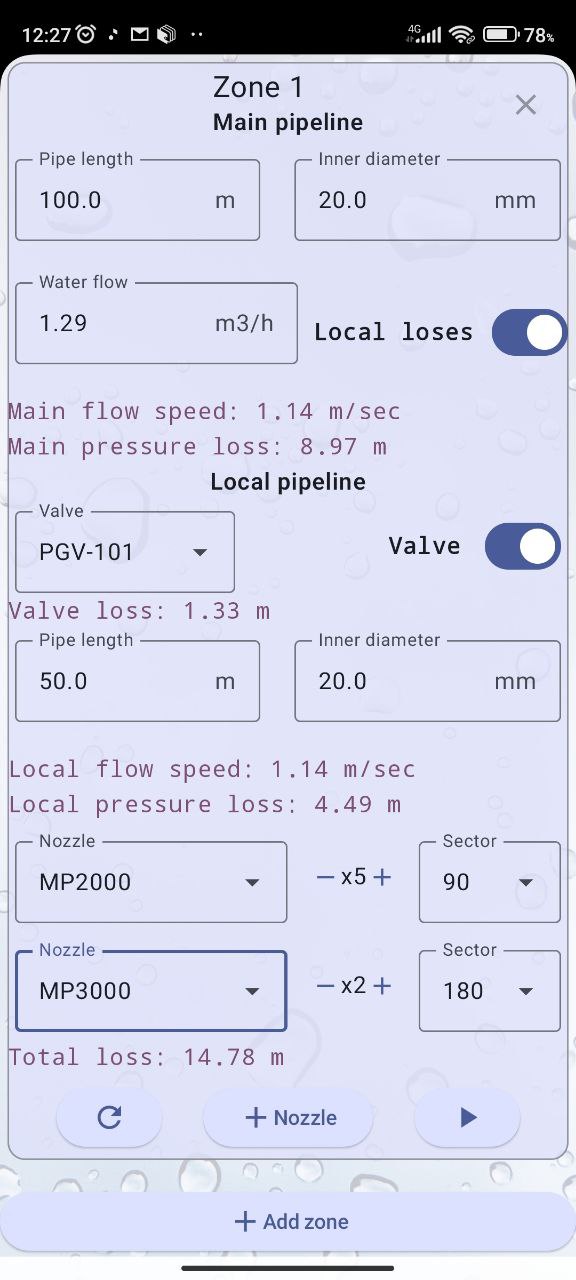 12:27 4G 78%
Zone 1
Main pipeline
Pipe length Inner diameter
100.0 m 20.0 mm
Water flow
1.29 m3/h Local loses
Main flow speed: 1.14 m/sec
Main pressure loss: 8.97 m
Local pipeline
Valve
PGV-101 Valve
Valve loss: 1.33 m
Pipe length Inner diameter
50.0 m 20.0 mm
Local flow speed: 1.14 m/sec
Local pressure loss: 4.49 m
Nozzle Sector
MP2000 − x5 + 90
Nozzle Sector
MP3000 − x2 + 180
Total loss: 14.78 m
+ Nozzle
+ Add zone